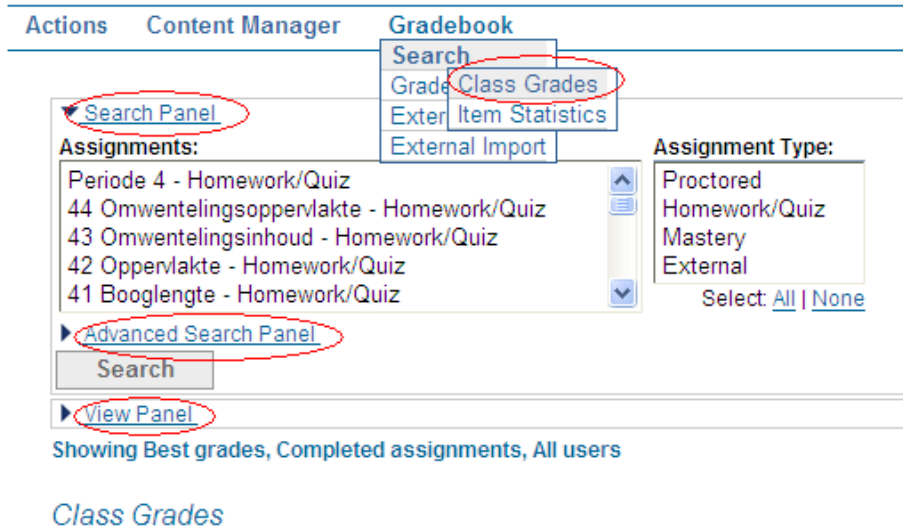 Actions Content Manager Gradebook
Search
Grade Class Grades
Exter Item Statistics
External Import
Search Panel
Assignments:
Periode 4 - Homework/Quiz
44 Omwentelingsoppervlakte - Homework/Quiz
43 Omwentelingsinhoud - Homework/Quiz
42 Oppervlakte - Homework/Quiz
41 Booglengte - Homework/Quiz
Assignment Type:
Proctored
Homework/Quiz
Mastery
External
Select: All | None
Advanced Search Panel
Search
View Panel
Showing Best grades, Completed assignments, All users
Class Grades